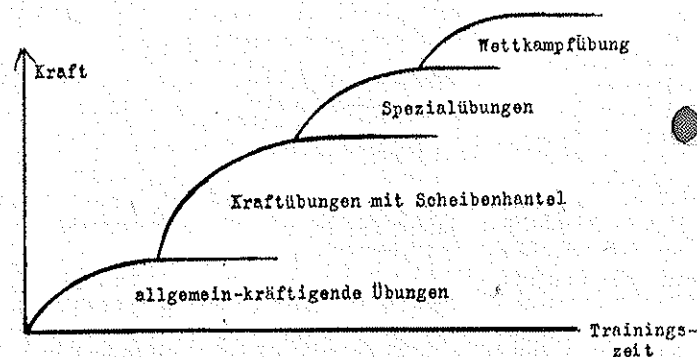 Wettkampfübung
Kraft
Spezialübungen
Kraftübungen mit Scheibenhantel
allgemein-kräftigende Übungen
Trainings-
zeit